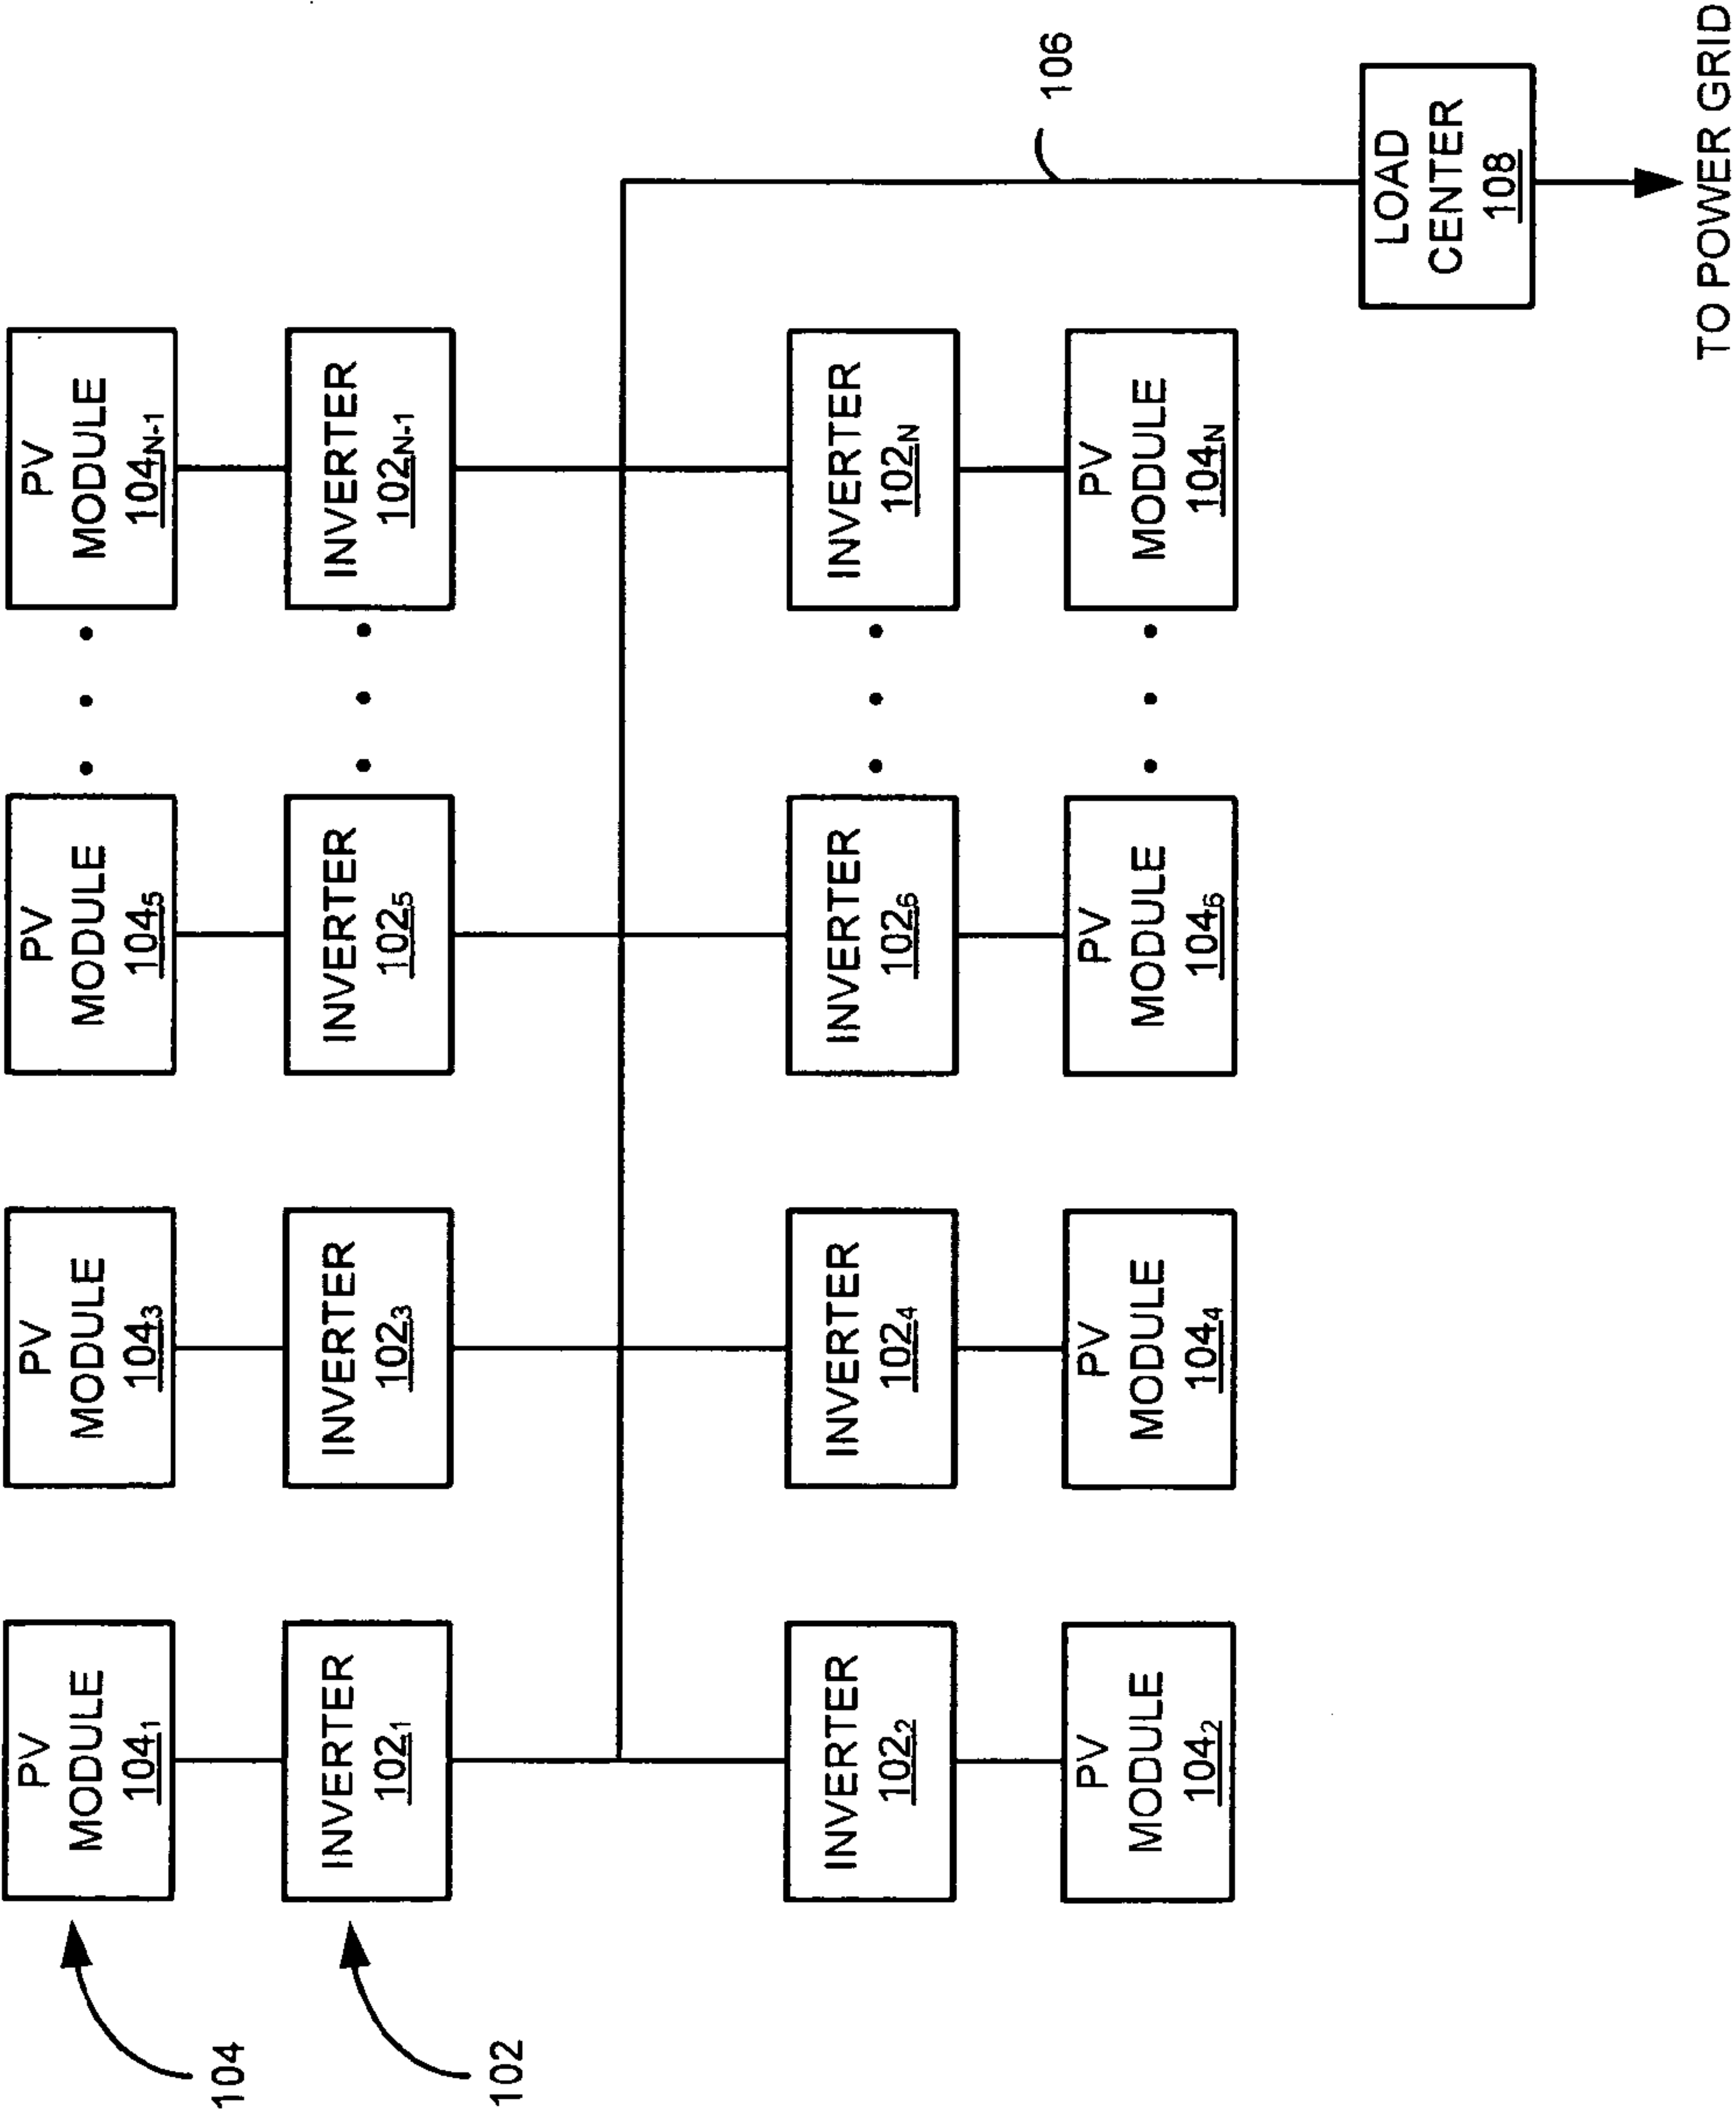 104
PV
MODULE
104₁
PV
MODULE
104₃
PV
MODULE
104₅
PV
MODULE
104N-1
102
INVERTER
102₁
INVERTER
102₃
INVERTER
102₅
INVERTER
102N-1
INVERTER
102₂
INVERTER
102₄
INVERTER
102₆
INVERTER
102N
106
PV
MODULE
104₂
PV
MODULE
104₄
PV
MODULE
104₆
PV
MODULE
104N
LOAD
CENTER
108
TO POWER GRID